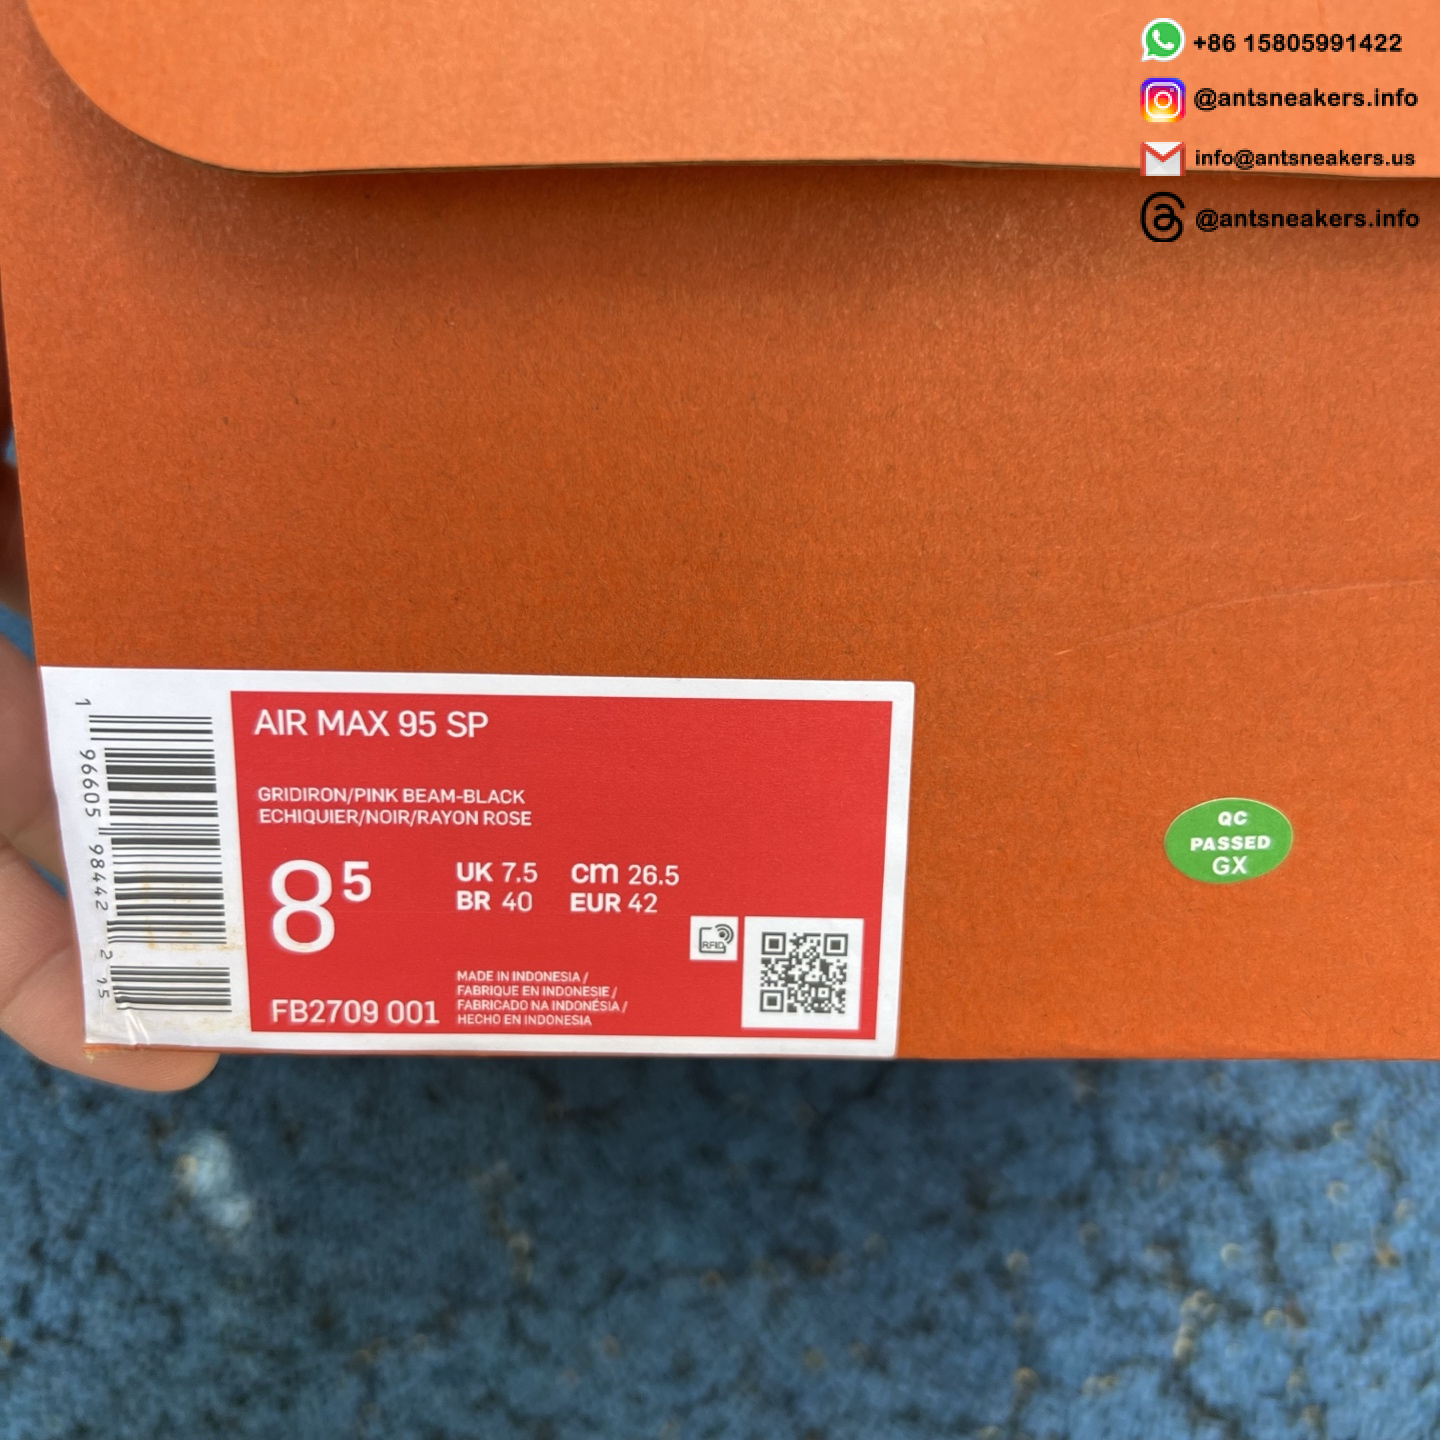 +86 15805991422
@antsneakers.info
info@antsneakers.us
@antsneakers.info
AIR MAX 95 SP
GRIDIRON/PINK BEAM-BLACK
ECHIQUIER/NOIR/RAYON ROSE
8 5
UK 7.5 cm 26.5
BR 40 EUR 42
RFID
MADE IN INDONESIA /
FABRIQUE EN INDONESIE /
FABRICADO NA INDONÉSIA /
HECHO EN INDONESIA
FB2709 001
1 96605 98442 2 15
QC
PASSED
GX